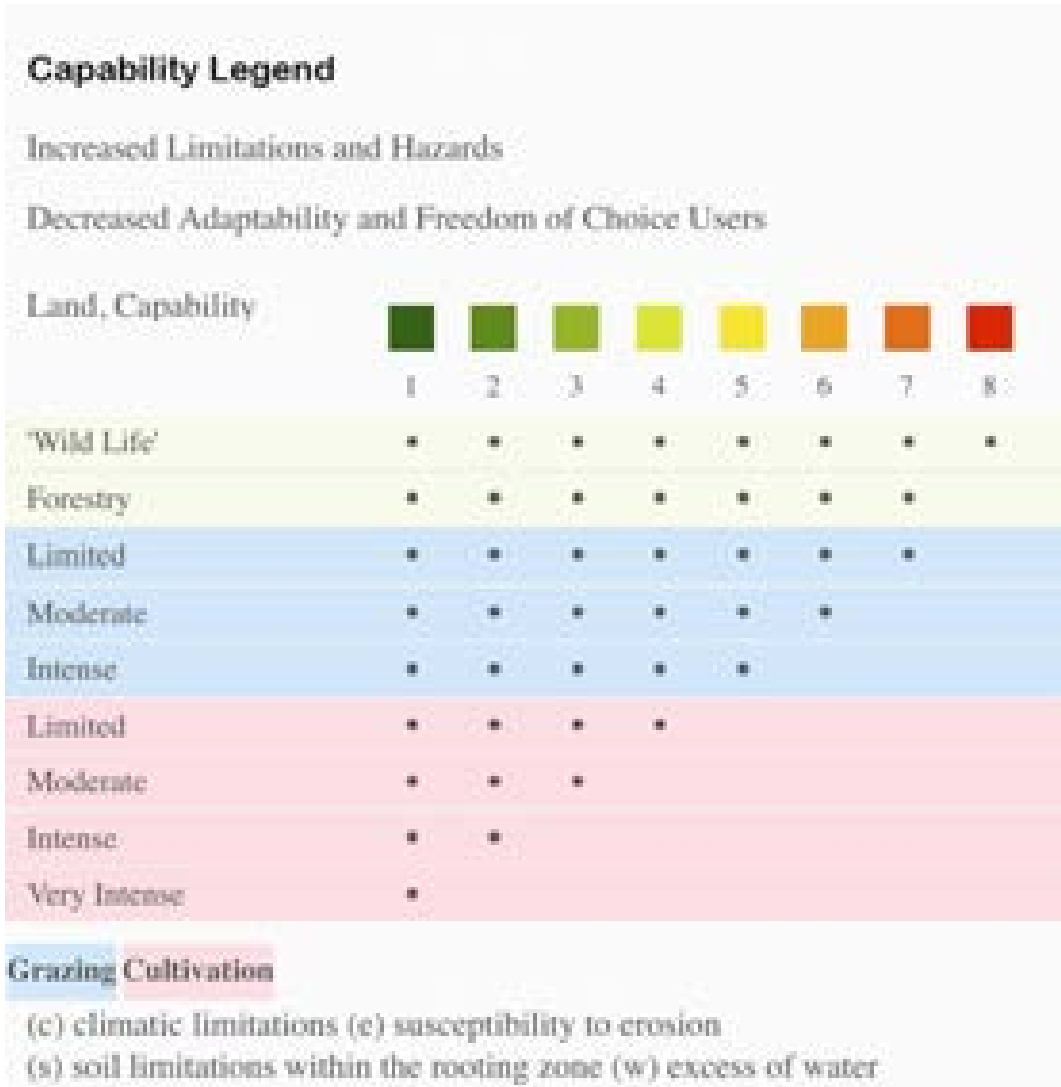 Capability Legend
Increased Limitations and Hazards
Decreased Adaptability and Freedom of Choice Users
Land, Capability
1 2 3 4 5 6 7 8
'Wild Life' • • • • • • • •
Forestry • • • • • • •
Limited • • • • • • •
Moderate • • • • • •
Intense • • • • •
Limited • • • •
Moderate • • •
Intense • •
Very Intense •
Grazing Cultivation
(c) climatic limitations (e) susceptibility to erosion
(s) soil limitations within the rooting zone (w) excess of water